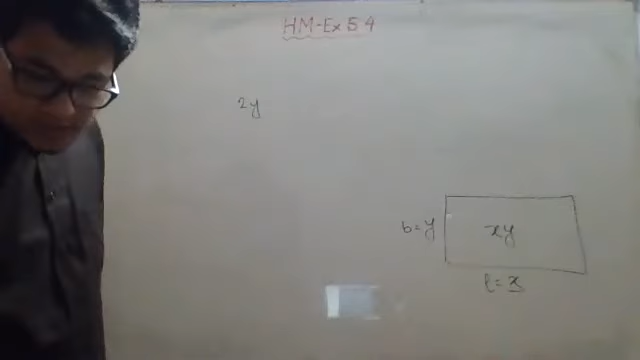 HM-Ex 5.4
2y
b = y
xy
l = x